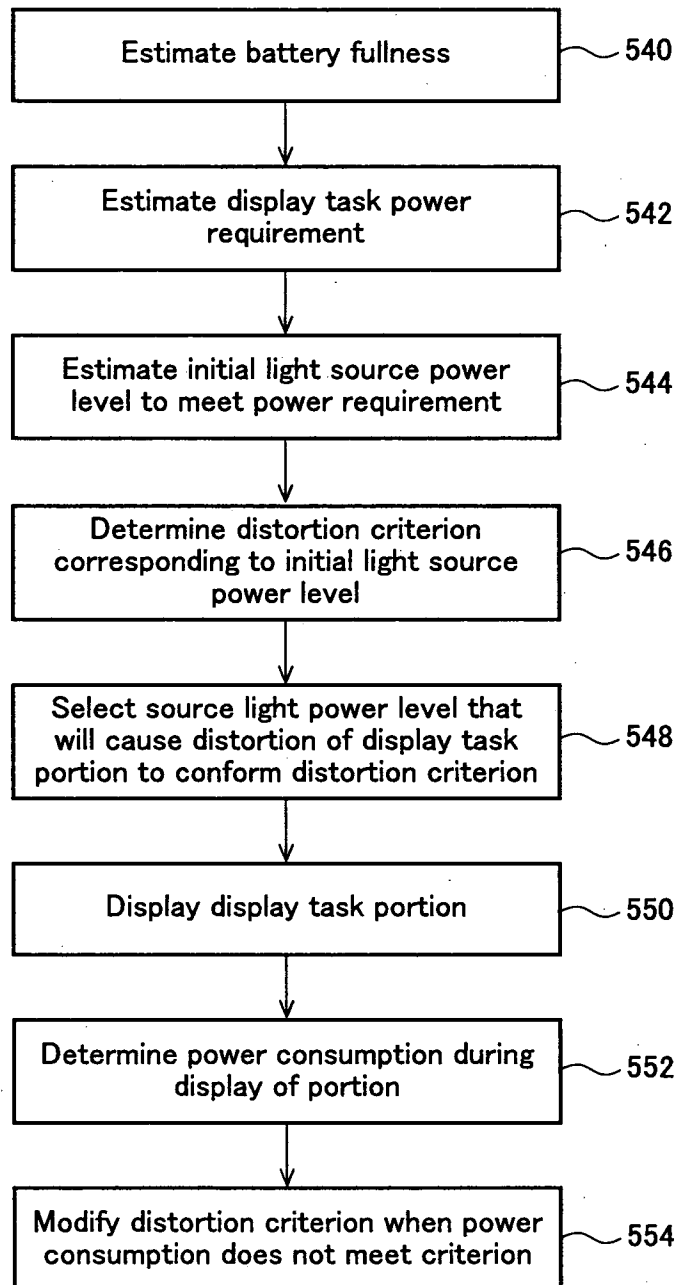 Estimate battery fullness
540
Estimate display task power
requirement
542
Estimate initial light source power
level to meet power requirement
544
Determine distortion criterion
corresponding to initial light source
power level
546
Select source light power level that
will cause distortion of display task
portion to conform distortion criterion
548
Display display task portion
550
Determine power consumption during
display of portion
552
Modify distortion criterion when power
consumption does not meet criterion
554